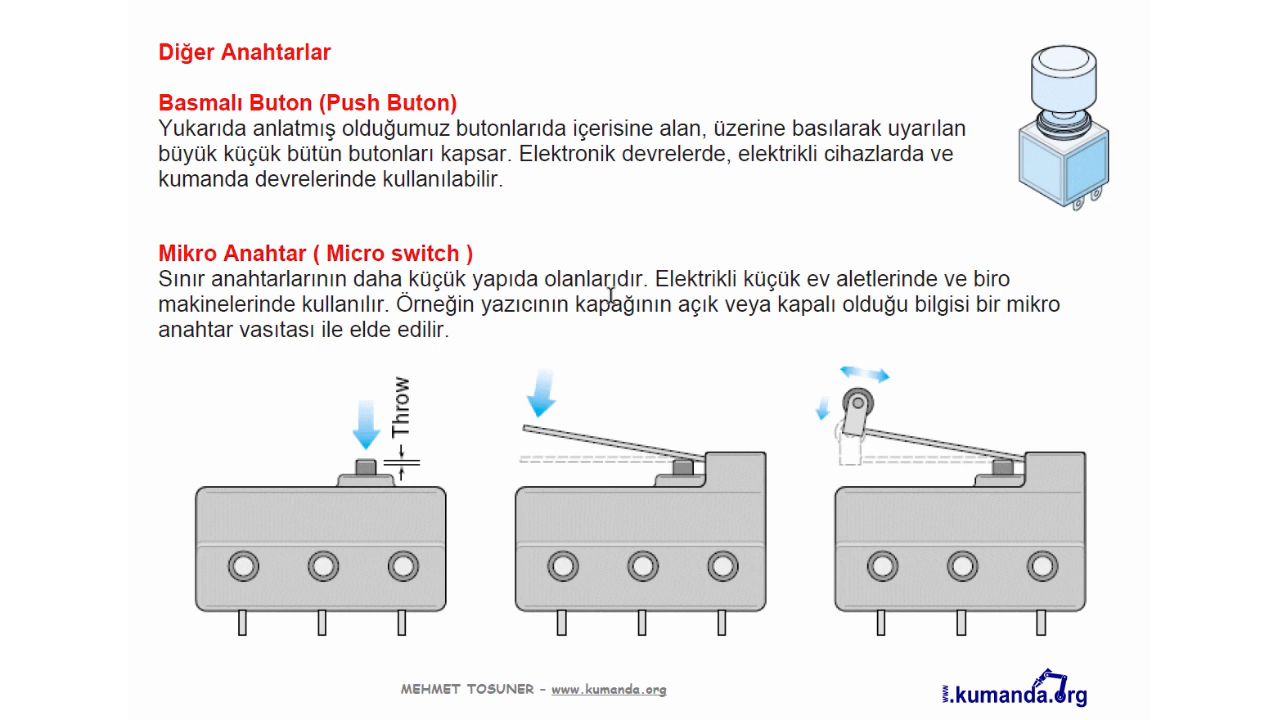 Diğer Anahtarlar
Basmalı Buton (Push Buton)
Yukarıda anlatmış olduğumuz butonlarıda içerisine alan, üzerine basılarak uyarılan
büyük küçük bütün butonları kapsar. Elektronik devrelerde, elektrikli cihazlarda ve
kumanda devrelerinde kullanılabilir.
Mikro Anahtar ( Micro switch )
Sınır anahtarlarının daha küçük yapıda olanlarıdır. Elektrikli küçük ev aletlerinde ve biro
makinelerinde kullanılır. Örneğin yazıcının kapağının açık veya kapalı olduğu bilgisi bir mikro
anahtar vasıtası ile elde edilir.
Throw
MEHMET TOSUNER - www.kumanda.org
www.kumanda.org